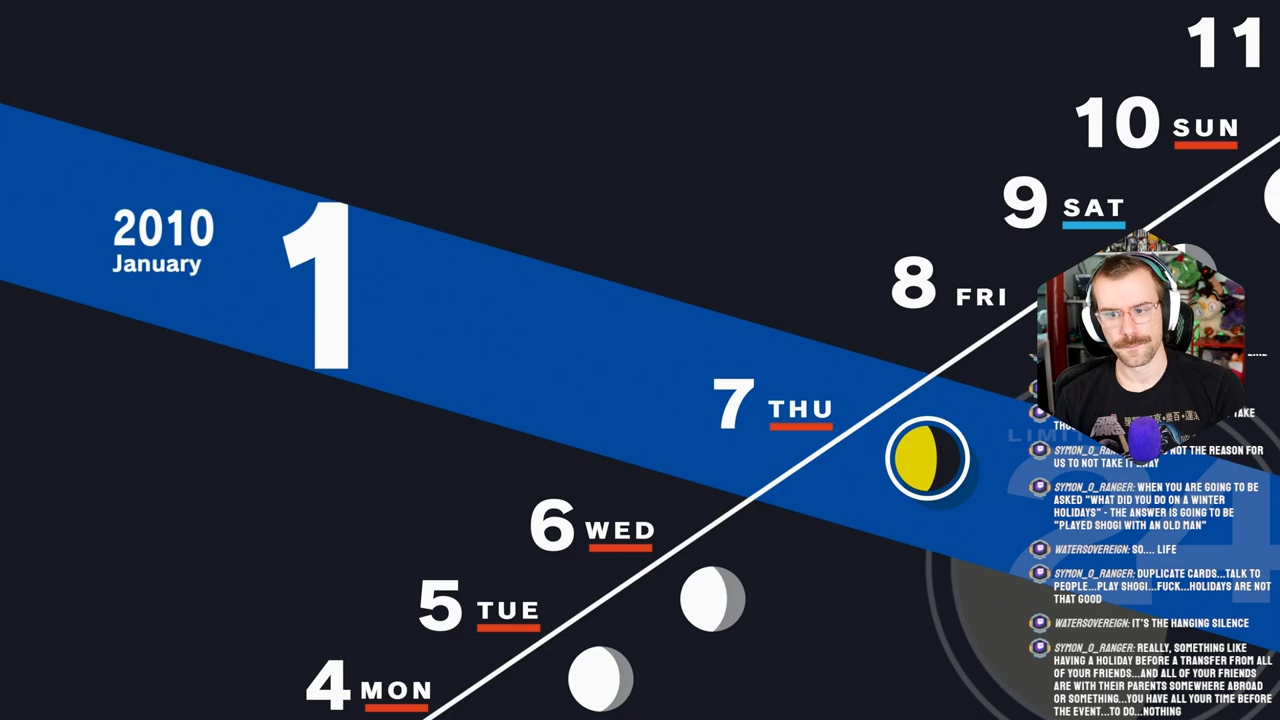 11
10 SUN
9 SAT
8 FRI
7 THU
6 WED
5 TUE
4 MON
2010
January
1
TAKE
NOT THE REASON FOR
US TO NOT TAKE IT AWAY
SYMON_O_RANGER: WHEN YOU ARE GOING TO BE
ASKED "WHAT DID YOU DO ON A WINTER
HOLIDAYS" - THE ANSWER IS GOING TO BE
"PLAYED SHOGI WITH AN OLD MAN"
WATERSOVEREIGN: SO.... LIFE
SYMON_O_RANGER: DUPLICATE CARDS...TALK TO
PEOPLE...PLAY SHOGI...FUCK...HOLIDAYS ARE NOT
THAT GOOD
WATERSOVEREIGN: IT'S THE HANGING SILENCE
SYMON_O_RANGER: REALLY, SOMETHING LIKE
HAVING A HOLIDAY BEFORE A TRANSFER FROM ALL
OF YOUR FRIENDS...AND ALL OF YOUR FRIENDS
ARE WITH THEIR PARENTS SOMEWHERE ABROAD
OR SOMETHING...YOU HAVE ALL YOUR TIME BEFORE
THE EVENT...TO DO...NOTHING
24